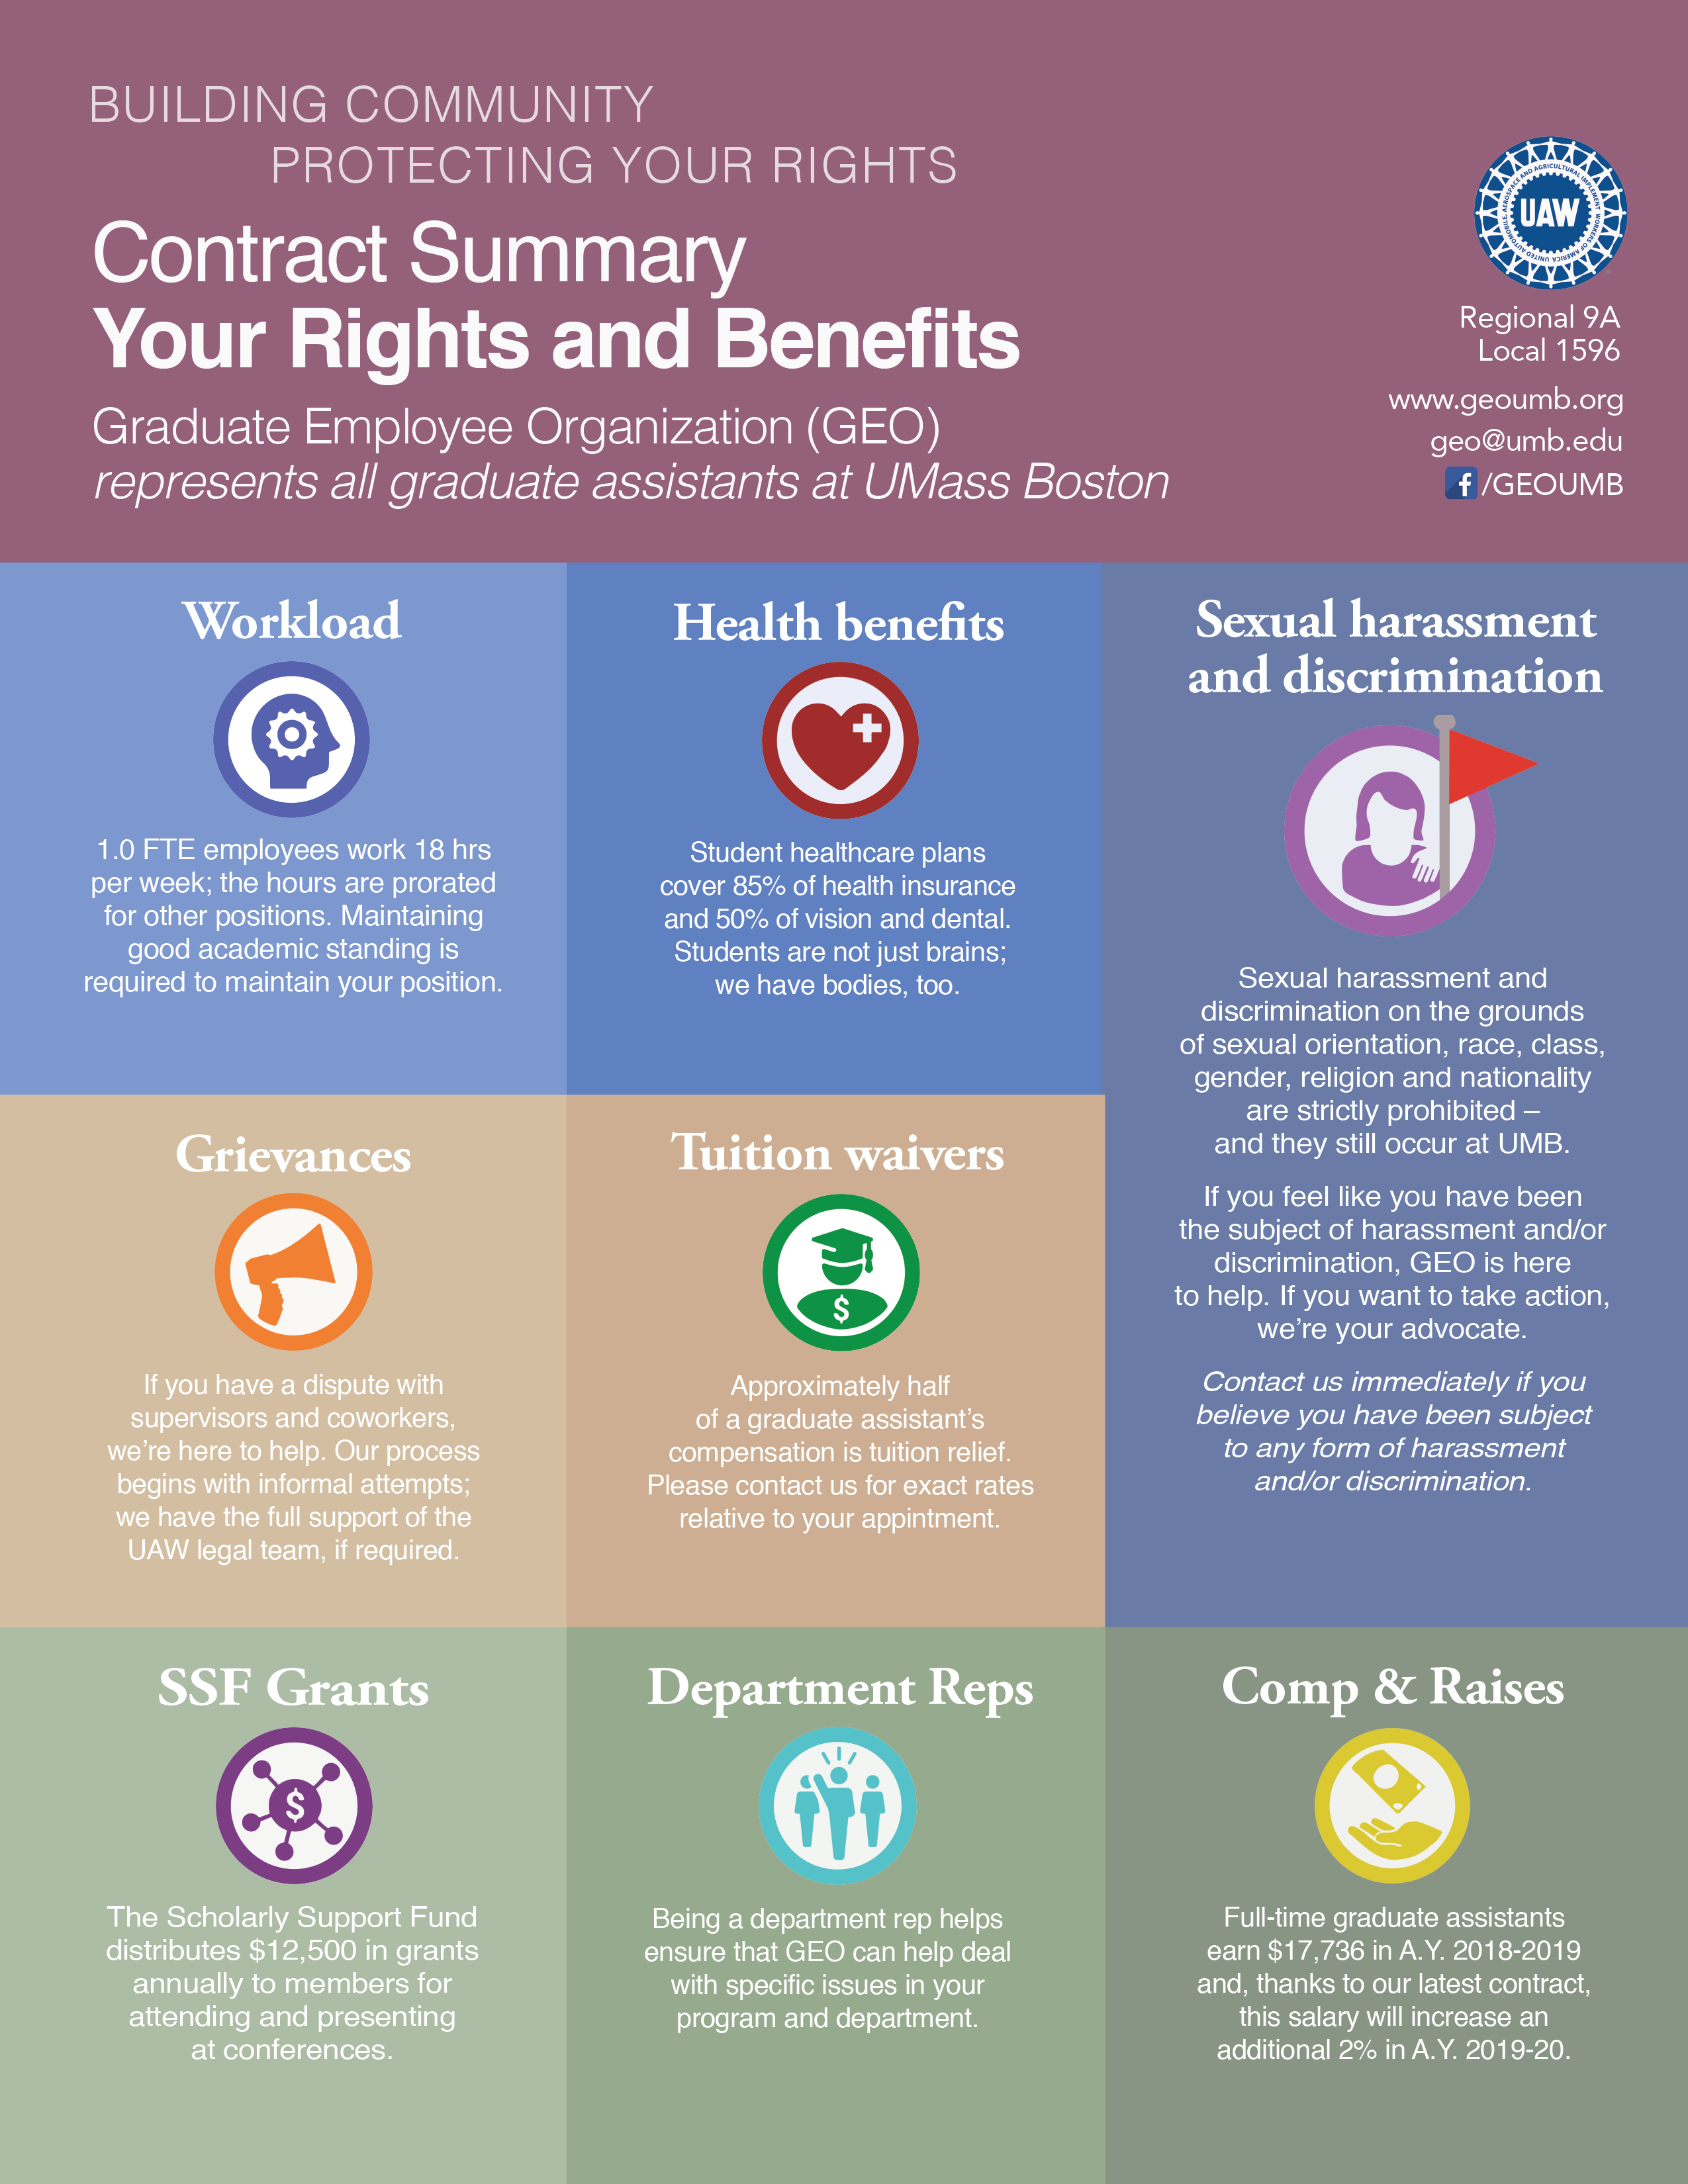 BUILDING COMMUNITY
PROTECTING YOUR RIGHTS
Contract Summary
Your Rights and Benefits
Graduate Employee Organization (GEO)
represents all graduate assistants at UMass Boston
UAW
UNITED AUTOMOBILE AEROSPACE AND AGRICULTURAL IMPLEMENT WORKERS OF AMERICA
Regional 9A
Local 1596
www.geoumb.org
geo@umb.edu
f /GEOUMB
Workload
1.0 FTE employees work 18 hrs
per week; the hours are prorated
for other positions. Maintaining
good academic standing is
required to maintain your position.
Health benefits
Student healthcare plans
cover 85% of health insurance
and 50% of vision and dental.
Students are not just brains;
we have bodies, too.
Sexual harassment
and discrimination
Sexual harassment and
discrimination on the grounds
of sexual orientation, race, class,
gender, religion and nationality
are strictly prohibited –
and they still occur at UMB.
If you feel like you have been
the subject of harassment and/or
discrimination, GEO is here
to help. If you want to take action,
we're your advocate.
Contact us immediately if you
believe you have been subject
to any form of harassment
and/or discrimination.
Grievances
If you have a dispute with
supervisors and coworkers,
we're here to help. Our process
begins with informal attempts;
we have the full support of the
UAW legal team, if required.
Tuition waivers
$
Approximately half
of a graduate assistant's
compensation is tuition relief.
Please contact us for exact rates
relative to your appintment.
SSF Grants
$
The Scholarly Support Fund
distributes $12,500 in grants
annually to members for
attending and presenting
at conferences.
Department Reps
Being a department rep helps
ensure that GEO can help deal
with specific issues in your
program and department.
Comp & Raises
Full-time graduate assistants
earn $17,736 in A.Y. 2018-2019
and, thanks to our latest contract,
this salary will increase an
additional 2% in A.Y. 2019-20.